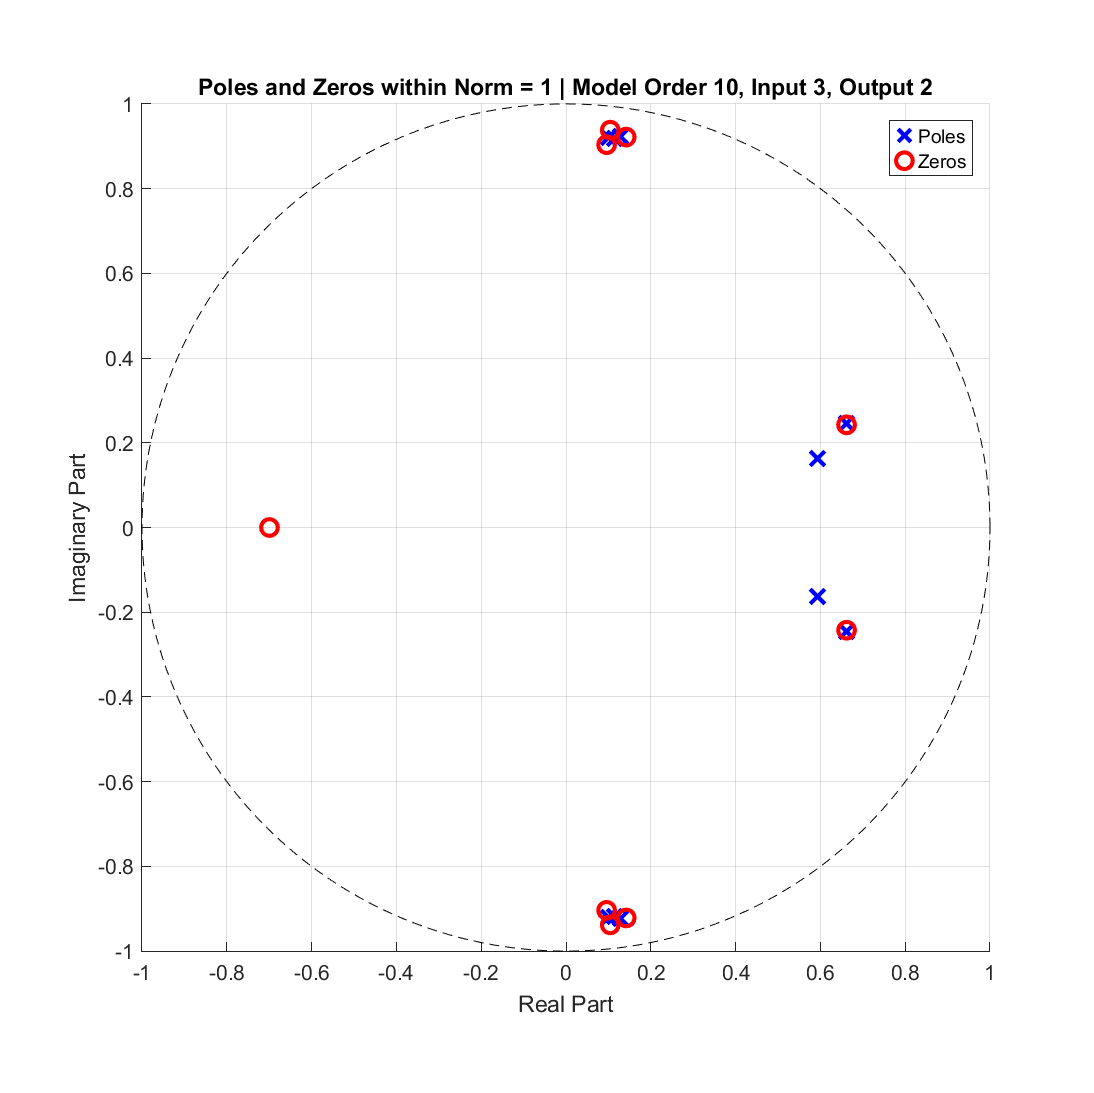 Poles and Zeros within Norm = 1 | Model Order 10, Input 3, Output 2
Poles
Zeros
1
0.8
0.6
0.4
0.2
0
-0.2
-0.4
-0.6
-0.8
-1
Imaginary Part
-1 -0.8 -0.6 -0.4 -0.2 0 0.2 0.4 0.6 0.8 1
Real Part